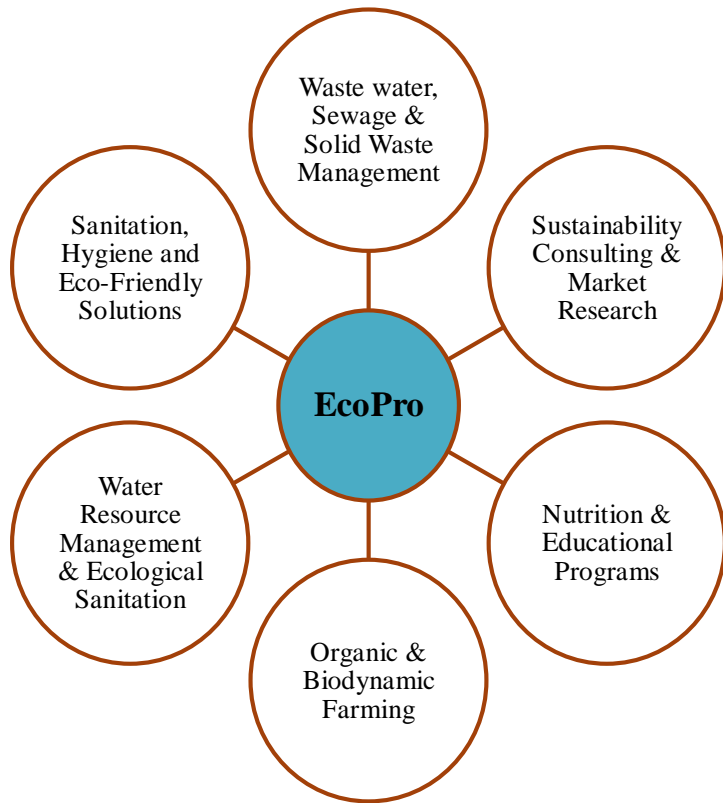 Waste water,
Sewage &
Solid Waste
Management
Sustainability
Consulting &
Market
Research
Nutrition &
Educational
Programs
Organic &
Biodynamic
Farming
Water
Resource
Management
& Ecological
Sanitation
Sanitation,
Hygiene and
Eco-Friendly
Solutions
EcoPro